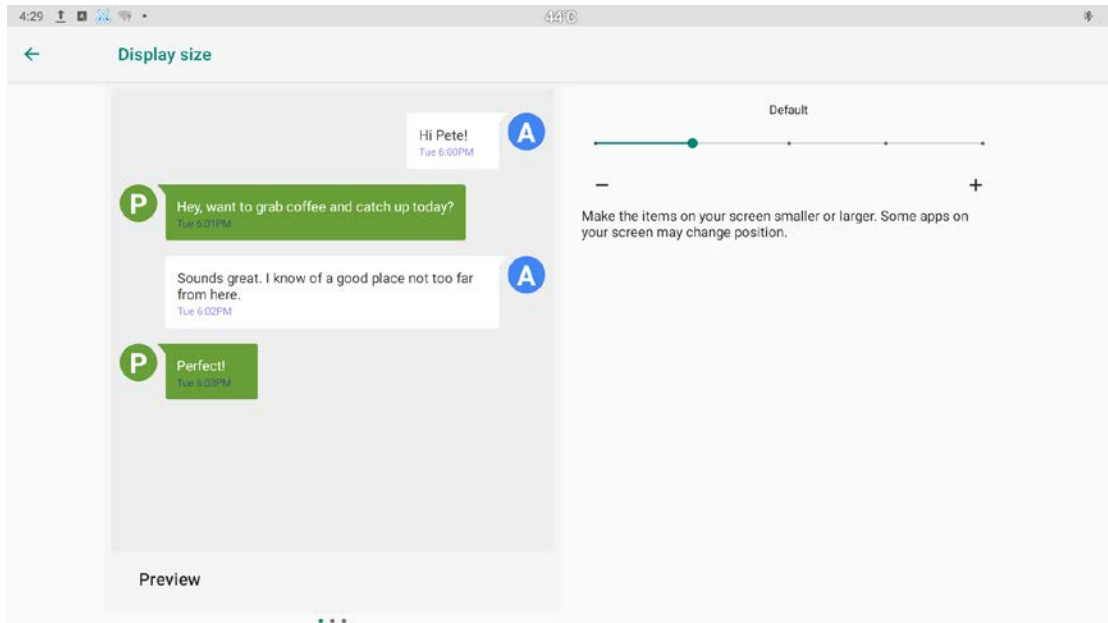 4:29
44°C
Display size
Hi Pete!
Tue 6:00PM
A
P
Hey, want to grab coffee and catch up today?
Tue 6:01PM
Sounds great. I know of a good place not too far
from here.
Tue 6:02PM
A
P
Perfect!
Tue 6:03PM
Preview
Default
Make the items on your screen smaller or larger. Some apps on
your screen may change position.